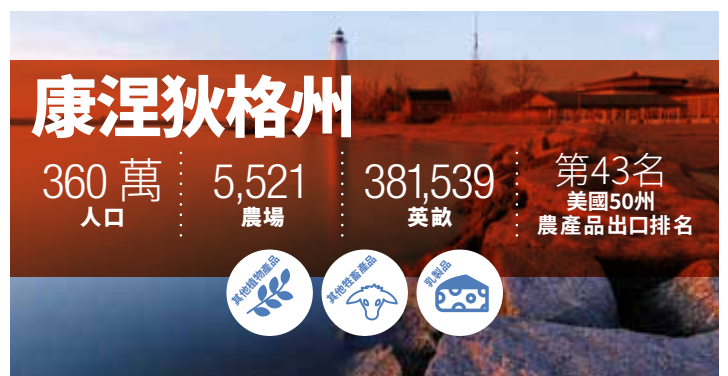 康涅狄格州
360 萬
人口
5,521
農場
381,539
英畝
第43名
美國50州
農產品出口排名
其他植物產品
其他牲畜產品
乳製品